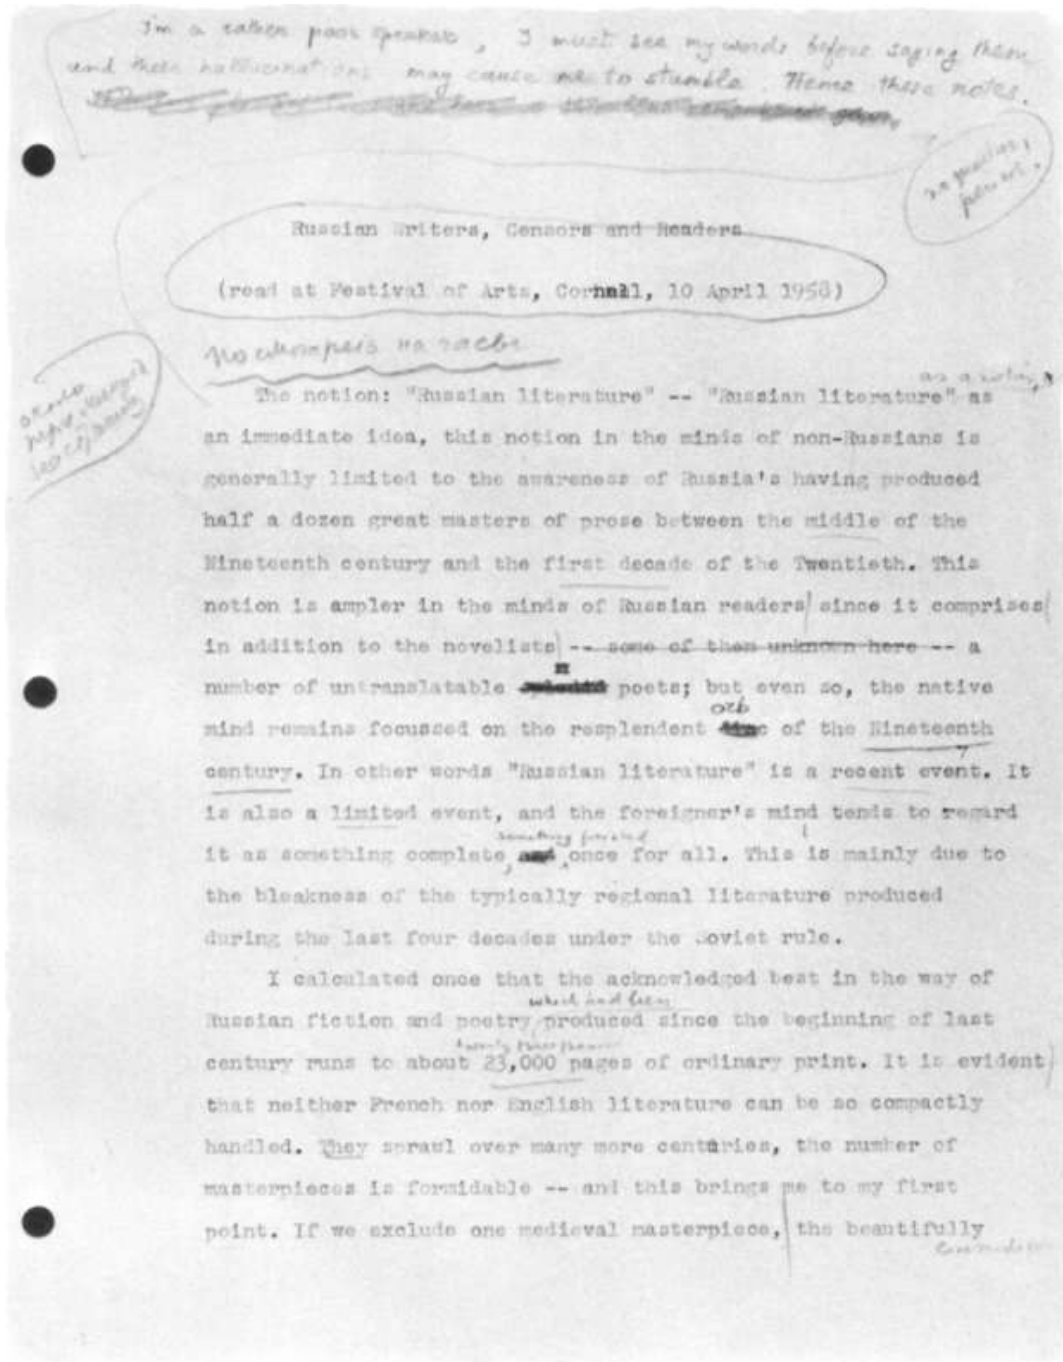 I'm a rather poor speaker, I must see my words before saying them
and these hallucinations may cause me to stumble. Hence these notes.
Russian Writers, Censors and Readers
(read at Festival of Arts, Cornell, 10 April 1958)
as a notion,
The notion: "Russian literature" -- "Russian literature" as
an immediate idea, this notion in the minds of non-Russians is
generally limited to the awareness of Russia's having produced
half a dozen great masters of prose between the middle of the
Nineteenth century and the first decade of the Twentieth. This
notion is ampler in the minds of Russian readers since it comprises
in addition to the novelists -- some of them unknown here -- a
number of untranslatable poets; but even so, the native
orb
mind remains focussed on the resplendent of the Nineteenth
century. In other words "Russian literature" is a recent event. It
is also a limited event, and the foreigner's mind tends to regard
something finished
it as something complete, and once for all. This is mainly due to
the bleakness of the typically regional literature produced
during the last four decades under the Soviet rule.
I calculated once that the acknowledged best in the way of
which had been
Russian fiction and poetry produced since the beginning of last
twenty three thousand
century runs to about 23,000 pages of ordinary print. It is evident
that neither French nor English literature can be so compactly
handled. They sprawl over many more centuries, the number of
masterpieces is formidable -- and this brings me to my first
point. If we exclude one medieval masterpiece, the beautifully